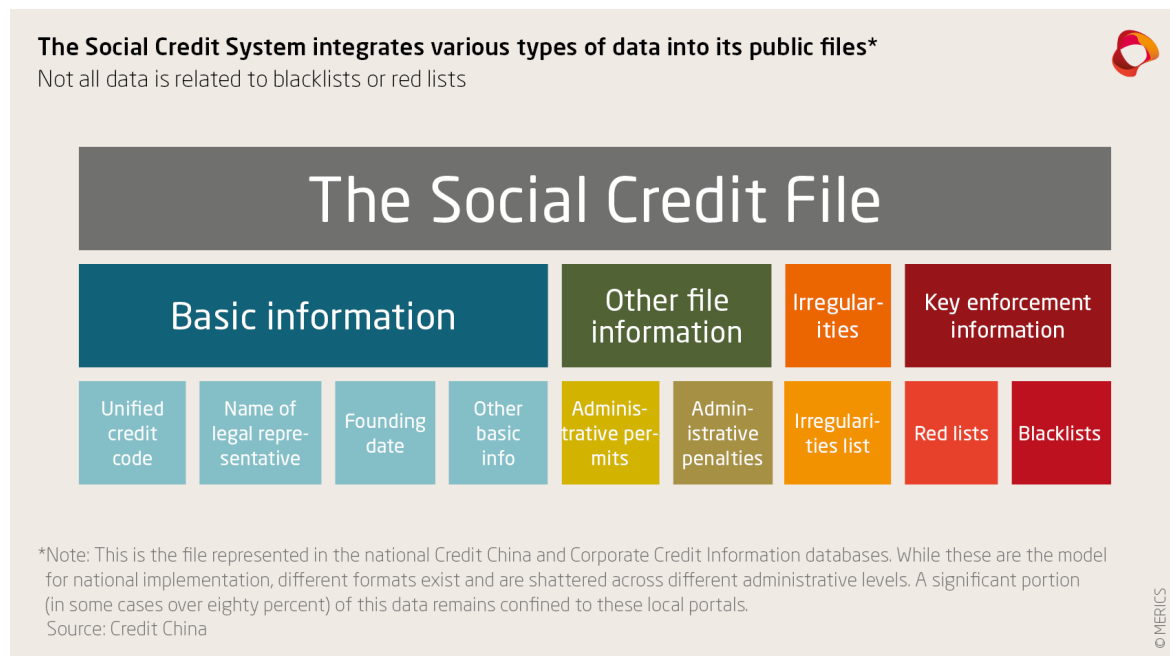 The Social Credit System integrates various types of data into its public files*
Not all data is related to blacklists or red lists
The Social Credit File
Basic information
Other file
information
Irregular-
ities
Key enforcement
information
Unified
credit
code
Name of
legal repre-
sentative
Founding
date
Other
basic
info
Adminis-
trative per-
mits
Admin-
istrative
penalties
Irregulari-
ties list
Red lists
Blacklists
*Note: This is the file represented in the national Credit China and Corporate Credit Information databases. While these are the model
for national implementation, different formats exist and are shattered across different administrative levels. A significant portion
(in some cases over eighty percent) of this data remains confined to these local portals.
Source: Credit China
© MERICS